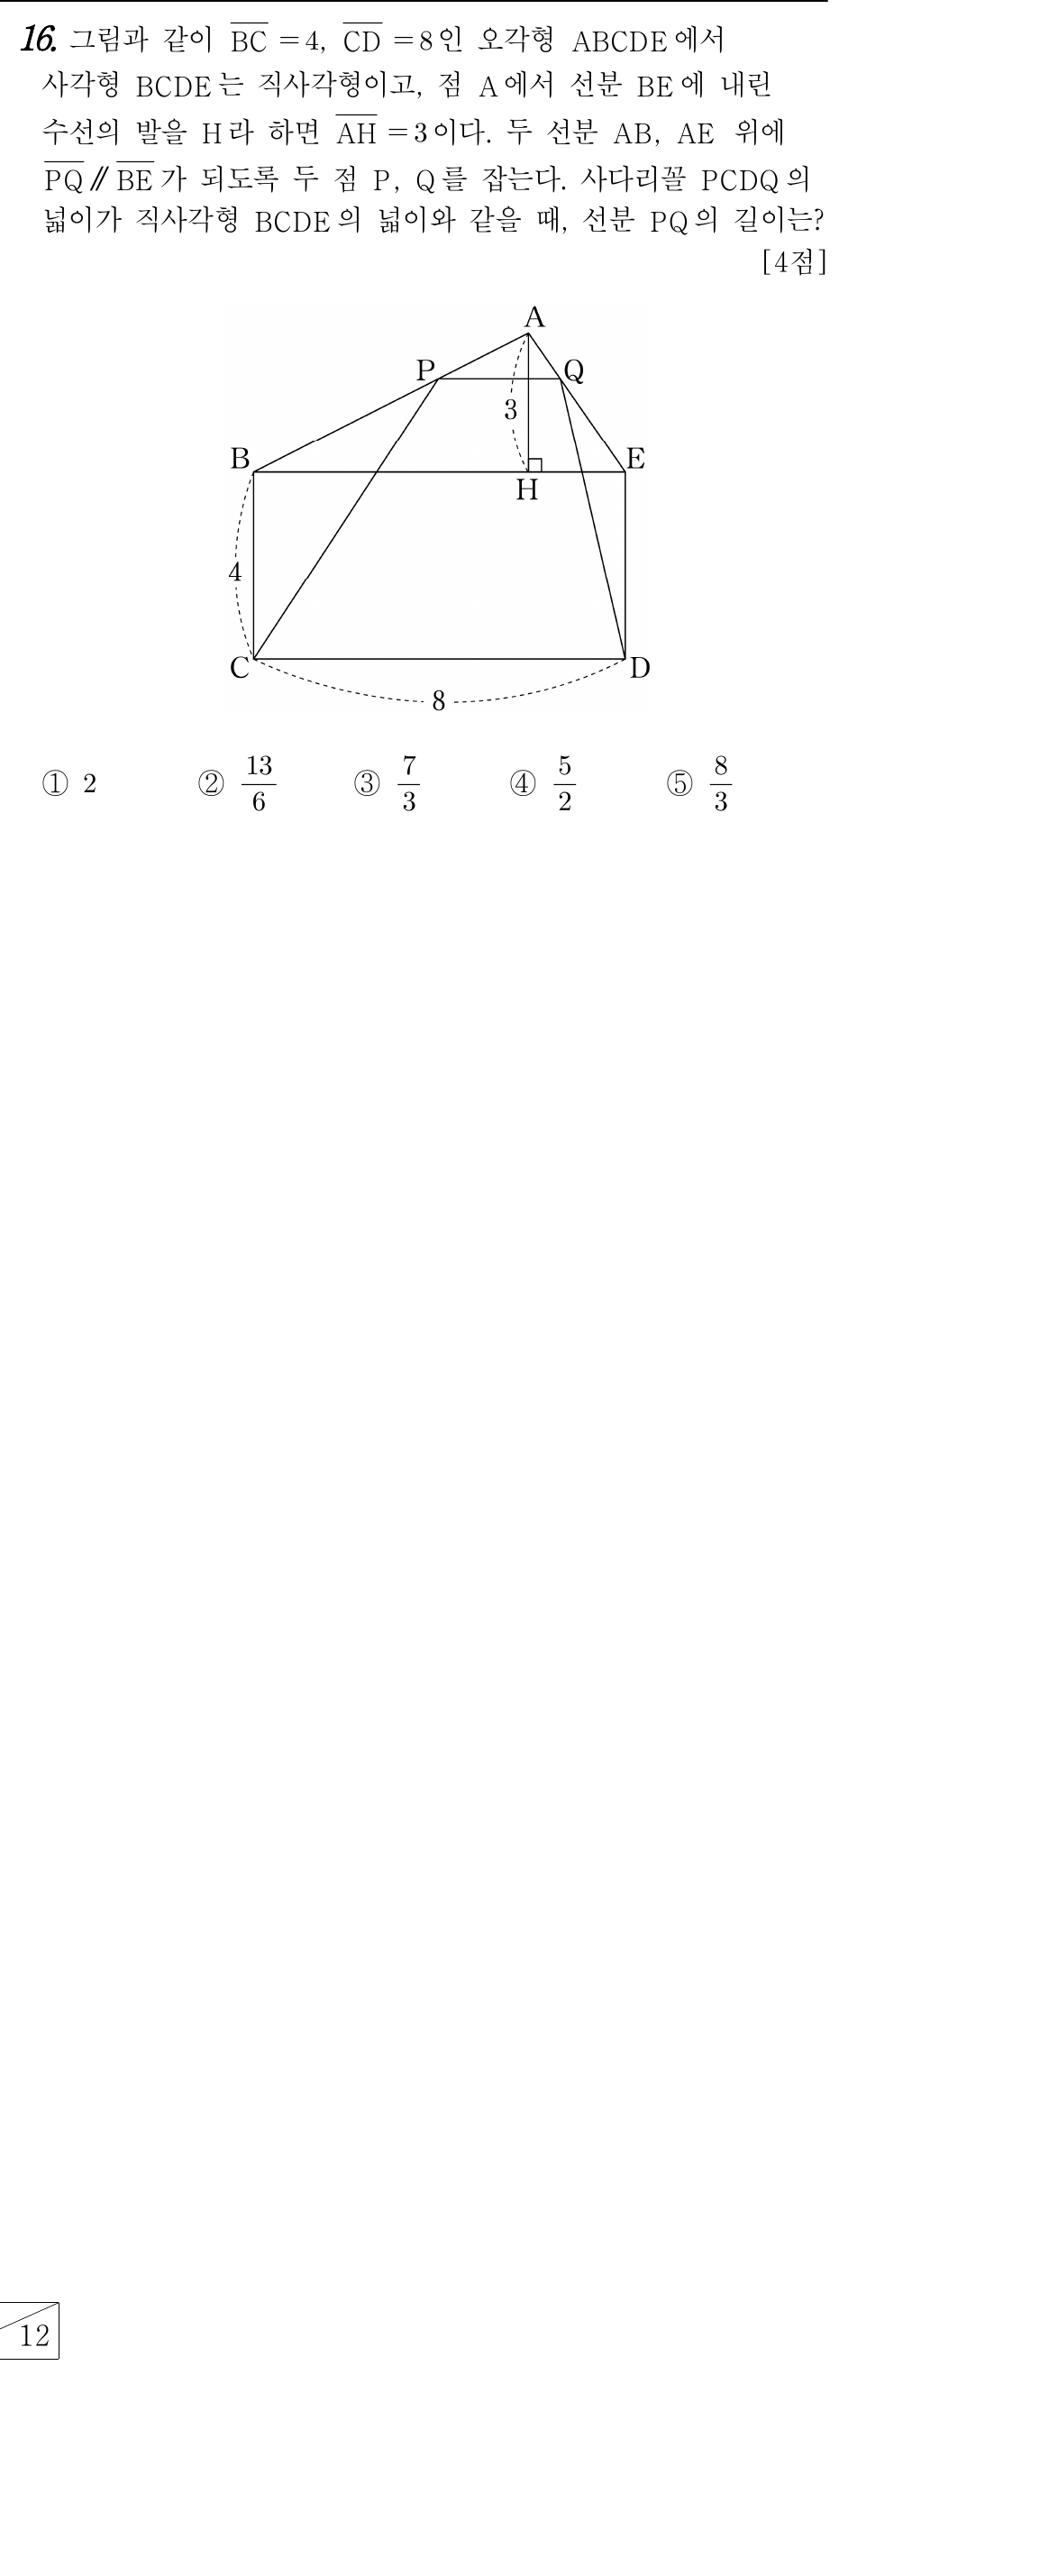 16. 그림과 같이 $\overline{BC}=4$, $\overline{CD}=8$인 오각형 ABCDE에서
사각형 BCDE는 직사각형이고, 점 A에서 선분 BE에 내린
수선의 발을 H라 하면 $\overline{AH}=3$이다. 두 선분 AB, AE 위에
$\overline{PQ}∥\overline{BE}$가 되도록 두 점 P, Q를 잡는다. 사다리꼴 PCDQ의
넓이가 직사각형 BCDE의 넓이와 같을 때, 선분 PQ의 길이는?
[4점]
A
P
Q
3
B
E
H
4
C
D
8
① 2 ② $\frac{13}{6}$ ③ $\frac{7}{3}$ ④ $\frac{5}{2}$ ⑤ $\frac{8}{3}$
12